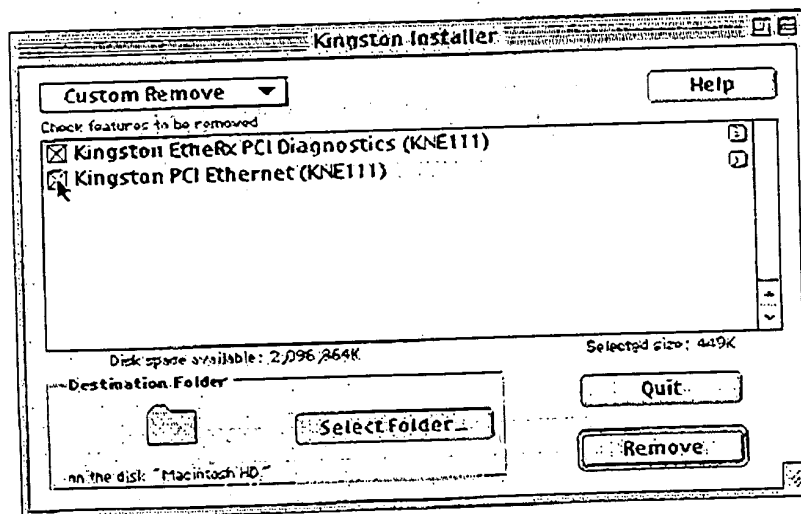 Kingston Installer
Custom Remove
Help
Check features to be removed
Kingston EtheRx PCI Diagnostics (KNE111)
Kingston PCI Ethernet (KNE111)
Disk space available: 2,096,864K
Selected size: 449K
Destination Folder
Select Folder...
Quit
on the disk "Macintosh HD"
Remove